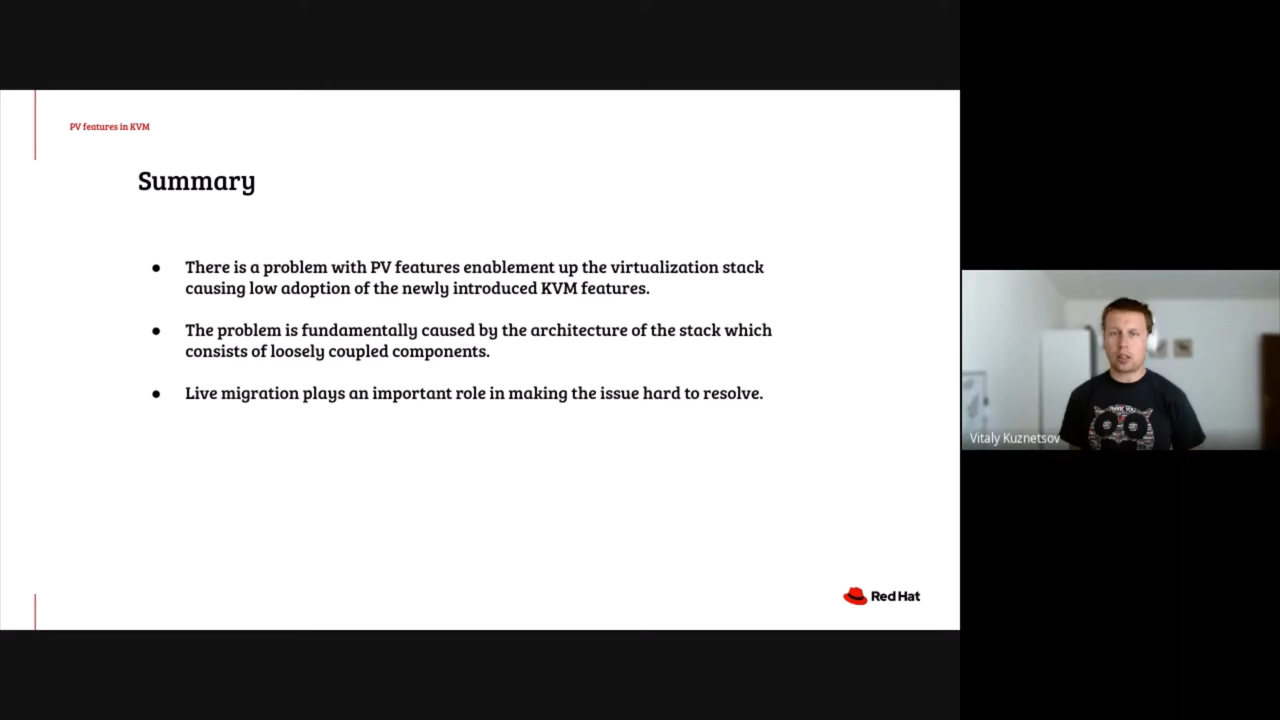 PV features in KVM
Summary
● There is a problem with PV features enablement up the virtualization stack
causing low adoption of the newly introduced KVM features.
● The problem is fundamentally caused by the architecture of the stack which
consists of loosely coupled components.
● Live migration plays an important role in making the issue hard to resolve.
Red Hat
Vitaly Kuznetsov
THANK YOU